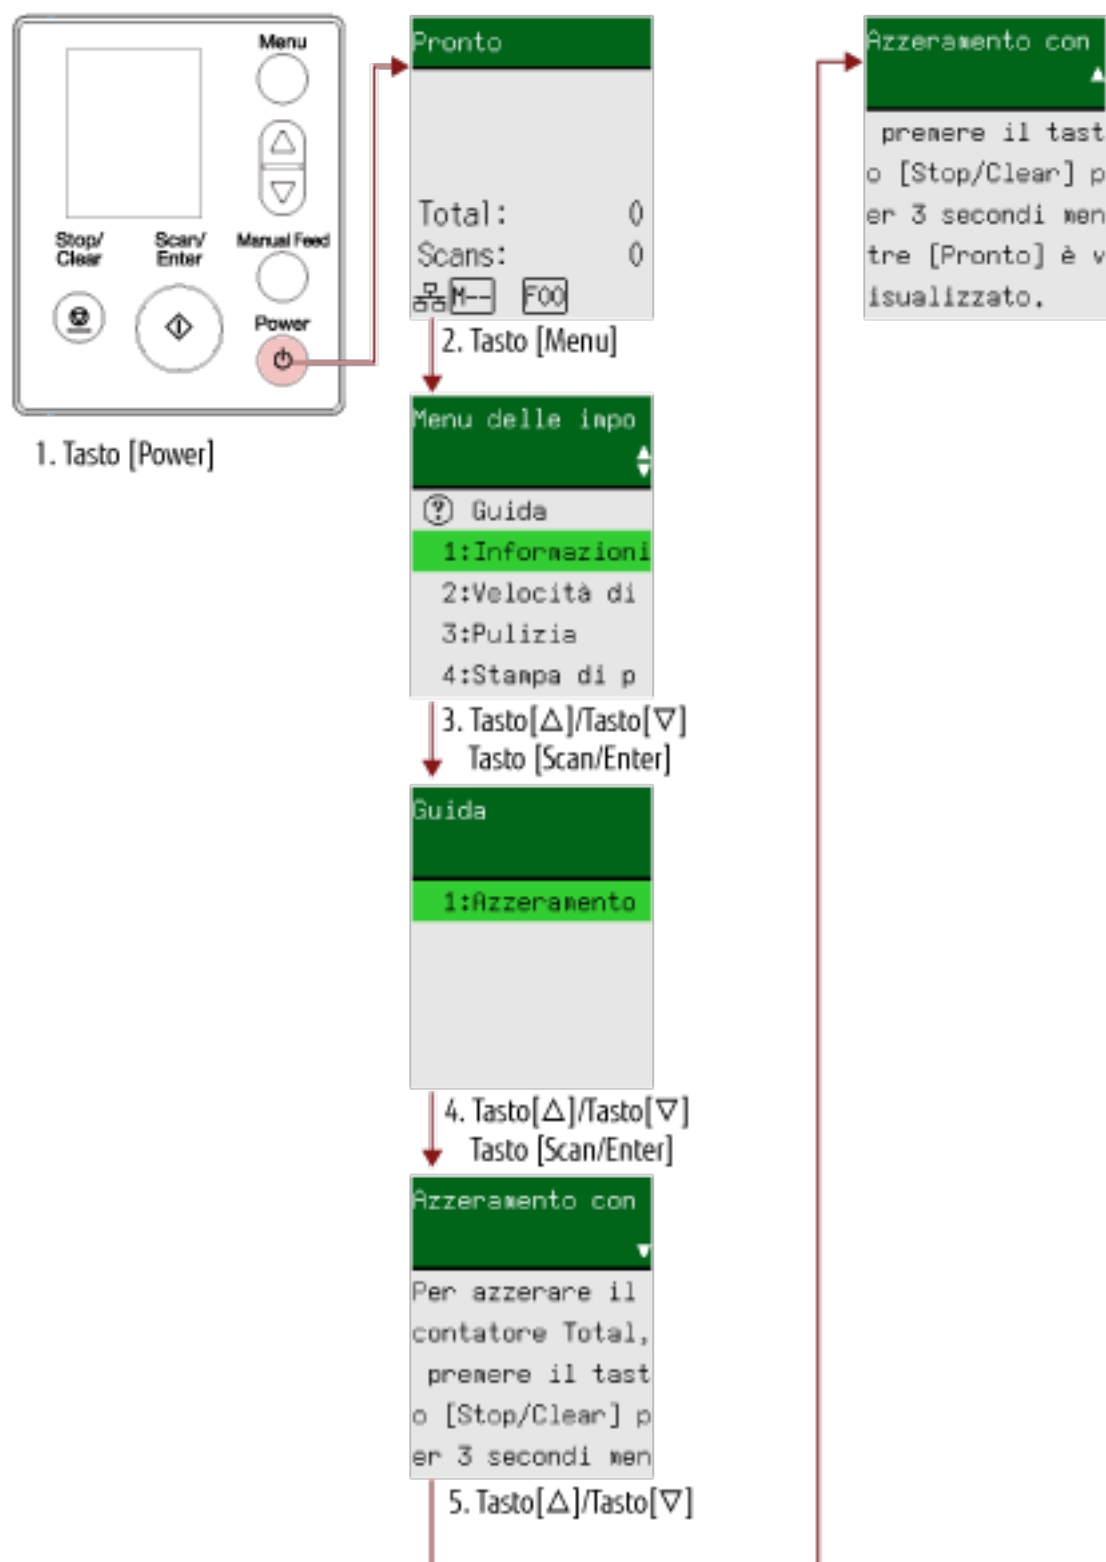 Menu
Stop/
Clear
Scan/
Enter
Manual Feed
Power
1. Tasto [Power]
Pronto
Total: 0
Scans: 0
M-- F00
2. Tasto [Menu]
Menu delle impo
? Guida
1:Informazioni
2:Velocità di
3:Pulizia
4:Stampa di p
3. Tasto[△]/Tasto[▽]
Tasto [Scan/Enter]
Guida
1:Azzeramento
4. Tasto[△]/Tasto[▽]
Tasto [Scan/Enter]
Azzeramento con
Per azzerare il
contatore Total,
premere il tast
o [Stop/Clear] p
er 3 secondi men
5. Tasto[△]/Tasto[▽]
Azzeramento con
premere il tast
o [Stop/Clear] p
er 3 secondi men
tre [Pronto] è v
isualizzato.